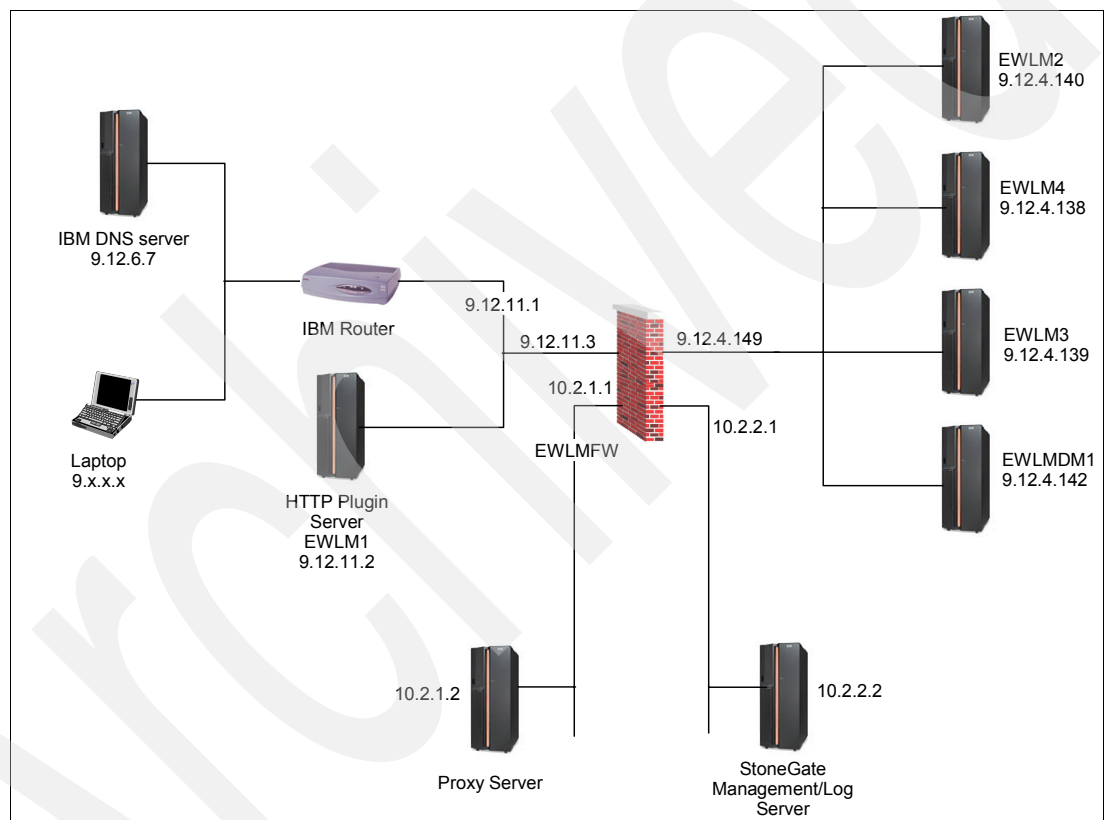 EWLM2
9.12.4.140
IBM DNS server
9.12.6.7
EWLM4
9.12.4.138
IBM Router
9.12.11.1
9.12.11.3
9.12.4.149
EWLM3
9.12.4.139
10.2.1.1
10.2.2.1
Laptop
9.x.x.x
EWLMFW
EWLMDM1
9.12.4.142
HTTP Plugin
Server
EWLM1
9.12.11.2
10.2.1.2
10.2.2.2
Proxy Server
StoneGate
Management/Log
Server